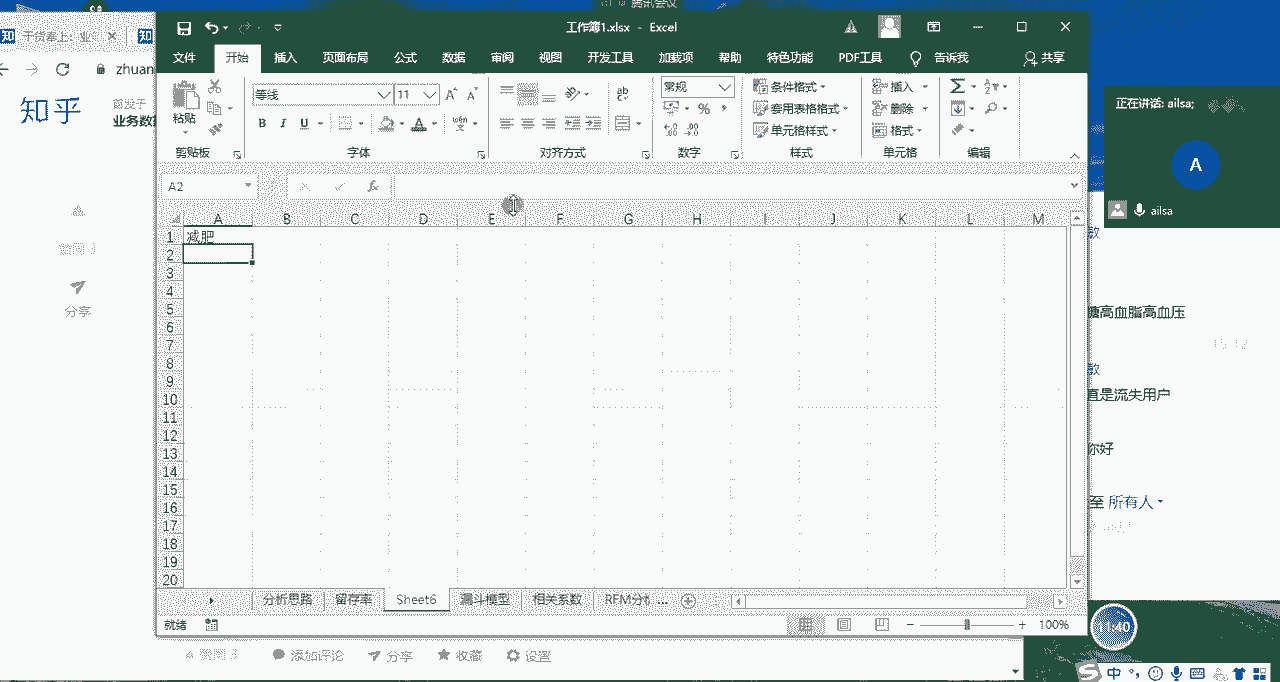 腾讯会议
工作簿1.xlsx - Excel
干货奉上：业
zhuan
知乎
文件 开始 插入 页面布局 公式 数据 审阅 视图 开发工具 加载项 帮助 特色功能 PDF工具 告诉我 共享
粘贴
等线 11
常规
条件格式
套用表格格式
单元格样式
插入
删除
格式
B I U
剪贴板 字体 对齐方式 数字 样式 单元格 编辑
首发于
业务数据
正在讲话: ailsa;
A
ailsa
A2
fx
A B C D E F G H I J K L M
1 减肥
2
3
4
5
6
7
8
9
10
11
12
13
14
15
16
17
18
19
20
赞同 3
分享
糖高血脂高血压
15:12
直是流失用户
你好
至 所有人
分析思路 留存率 Sheet6 漏斗模型 相关系数 RFM分 ...
就绪
100%
11:40
赞同 3 添加评论 分享 收藏 设置
中